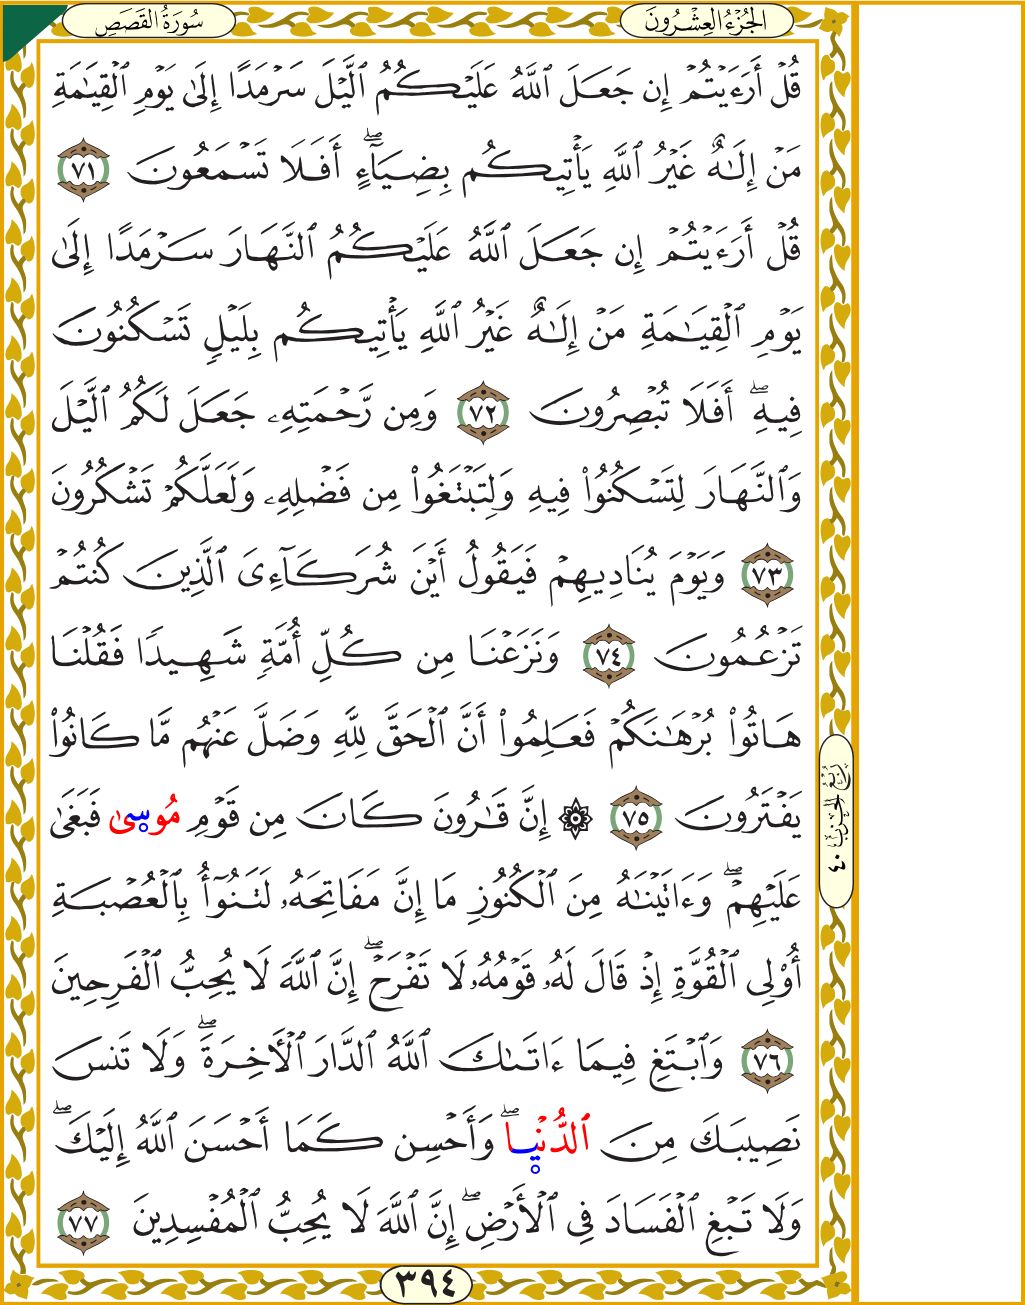 سُورَةُ القَصَصِ
الجُزْءُ العِشْرُونَ
قُلْ أَرَءَيْتُمْ إِن جَعَلَ ٱللَّهُ عَلَيْكُمُ ٱلَّيْلَ سَرْمَدًا إِلَىٰ يَوْمِ ٱلْقِيَٰمَةِ
مَنْ إِلَٰهٌ غَيْرُ ٱللَّهِ يَأْتِيكُم بِضِيَآءٍۖ أَفَلَا تَسْمَعُونَ ٧١
قُلْ أَرَءَيْتُمْ إِن جَعَلَ ٱللَّهُ عَلَيْكُمُ ٱلنَّهَارَ سَرْمَدًا إِلَىٰ
يَوْمِ ٱلْقِيَٰمَةِ مَنْ إِلَٰهٌ غَيْرُ ٱللَّهِ يَأْتِيكُم بِلَيْلٍ تَسْكُنُونَ
فِيهِۖ أَفَلَا تُبْصِرُونَ ٧٢ وَمِن رَّحْمَتِهِۦ جَعَلَ لَكُمُ ٱلَّيْلَ
وَٱلنَّهَارَ لِتَسْكُنُوا۟ فِيهِ وَلِتَبْتَغُوا۟ مِن فَضْلِهِۦ وَلَعَلَّكُمْ تَشْكُرُونَ
٧٣ وَيَوْمَ يُنَادِيهِمْ فَيَقُولُ أَيْنَ شُرَكَآءِىَ ٱلَّذِينَ كُنتُمْ
تَزْعُمُونَ ٧٤ وَنَزَعْنَا مِن كُلِّ أُمَّةٍ شَهِيدًا فَقُلْنَا
هَاتُوا۟ بُرْهَٰنَكُمْ فَعَلِمُوا۟ أَنَّ ٱلْحَقَّ لِلَّهِ وَضَلَّ عَنْهُم مَّا كَانُوا۟
يَفْتَرُونَ ٧٥ ۞ إِنَّ قَٰرُونَ كَانَ مِن قَوْمِ مُوسىٰ فَبَغَىٰ
عَلَيْهِمْۖ وَءَاتَيْنَٰهُ مِنَ ٱلْكُنُوزِ مَا إِنَّ مَفَاتِحَهُۥ لَتَنُوٓأُ بِٱلْعُصْبَةِ
أُو۟لِى ٱلْقُوَّةِ إِذْ قَالَ لَهُۥ قَوْمُهُۥ لَا تَفْرَحْۖ إِنَّ ٱللَّهَ لَا يُحِبُّ ٱلْفَرِحِينَ
٧٦ وَٱبْتَغِ فِيمَا ءَاتَىٰكَ ٱللَّهُ ٱلدَّارَ ٱلْأَخِرَةَۖ وَلَا تَنسَ
نَصِيبَكَ مِنَ ٱلدُّنْيَاۖ وَأَحْسِن كَمَا أَحْسَنَ ٱللَّهُ إِلَيْكَۖ
وَلَا تَبْغِ ٱلْفَسَادَ فِى ٱلْأَرْضِۖ إِنَّ ٱللَّهَ لَا يُحِبُّ ٱلْمُفْسِدِينَ ٧٧
رُبْعُ الحِزْب ٤٠
٣٩٤